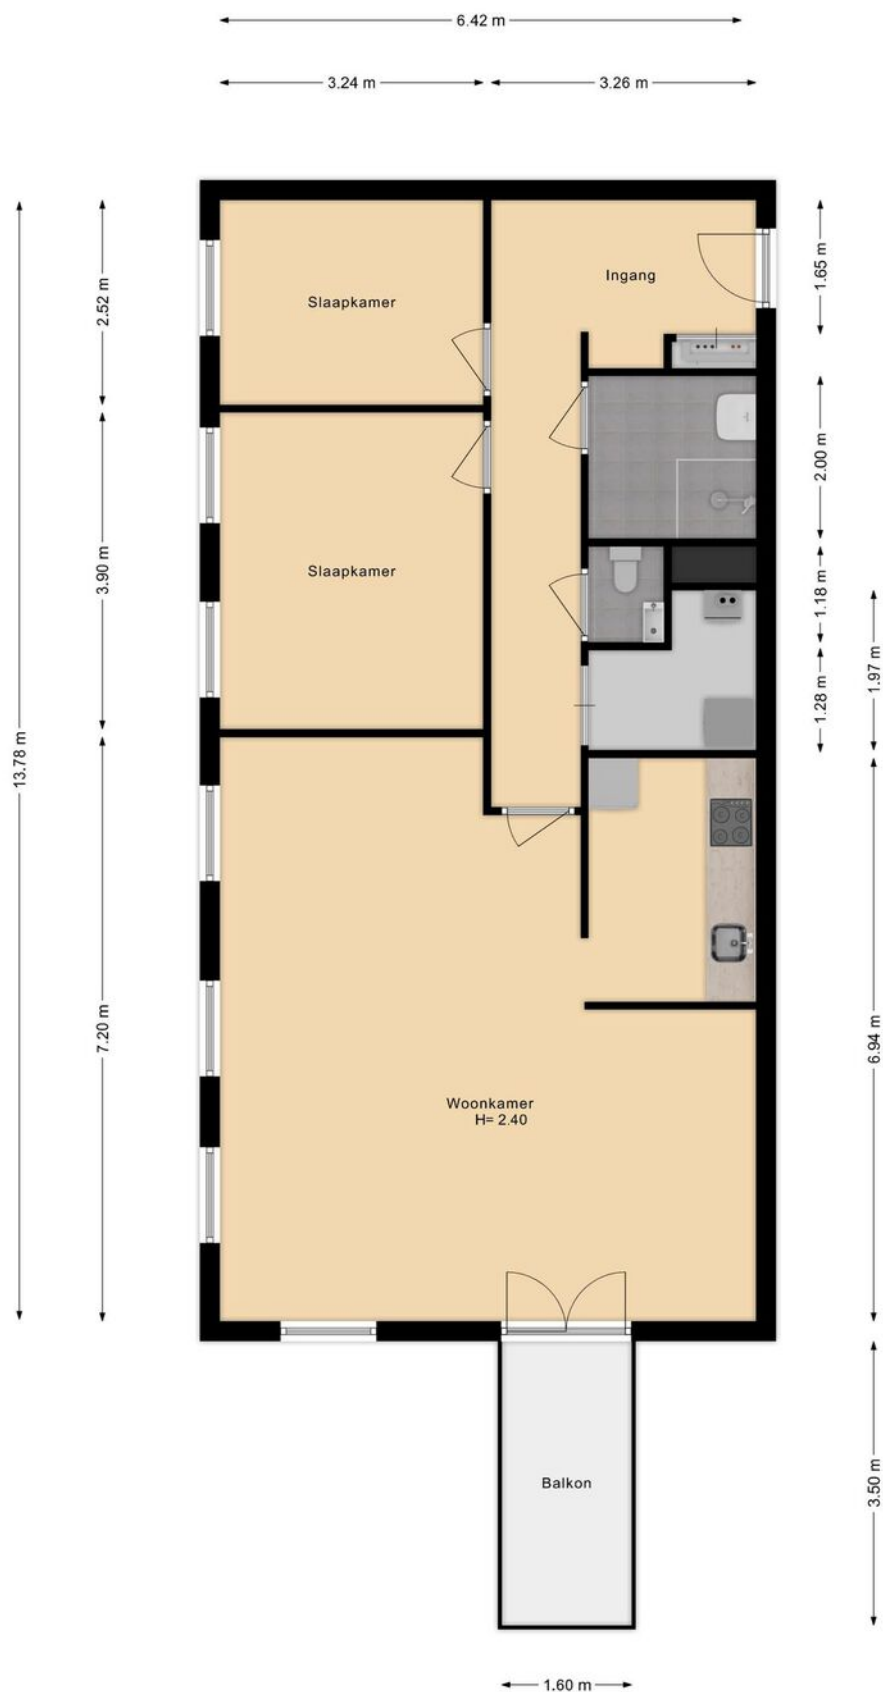 6.42 m
3.24 m
3.26 m
Slaapkamer
Ingang
1.65 m
2.52 m
2.00 m
3.90 m
Slaapkamer
1.18 m
1.28 m
1.97 m
13.78 m
7.20 m
6.94 m
Woonkamer
H= 2.40
Balkon
3.50 m
1.60 m